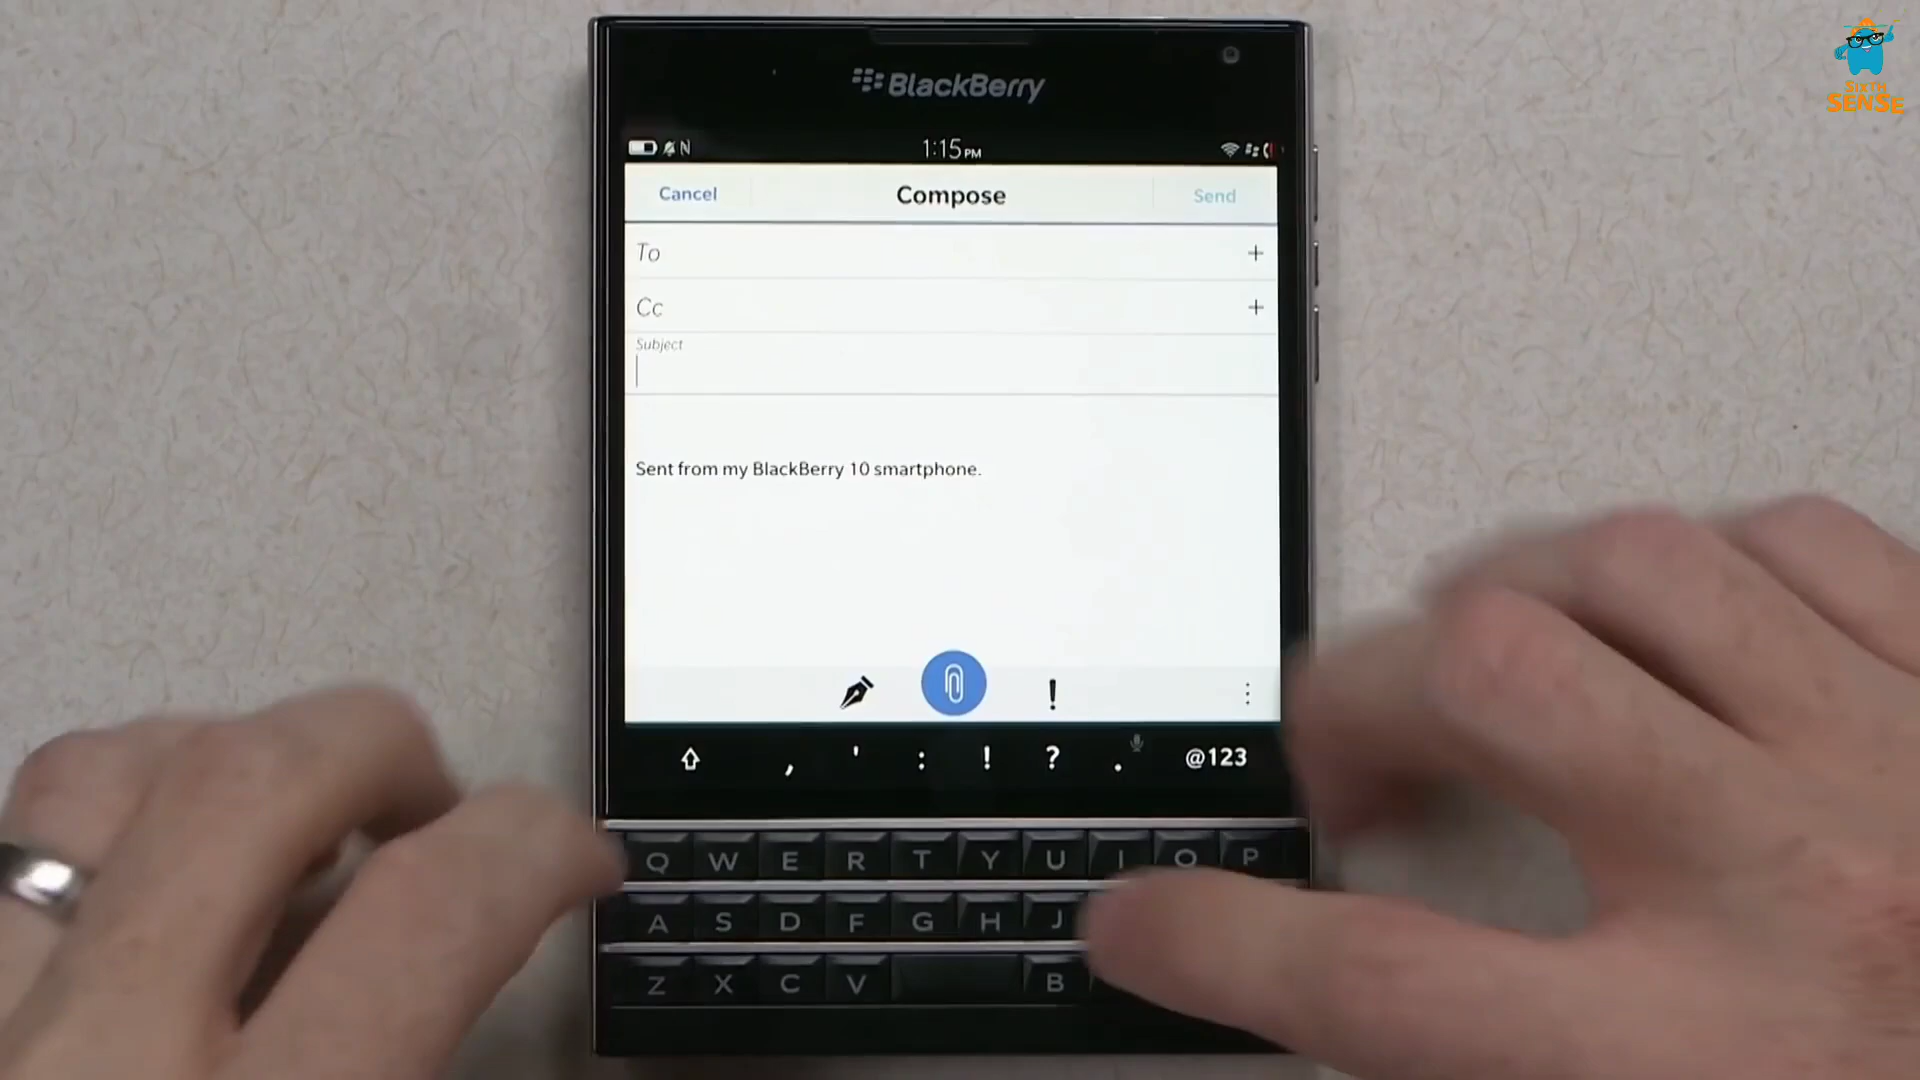 BlackBerry
SIXTH
SENSE
N 1:15 PM
Cancel Compose Send
To +
Cc +
Subject
Sent from my BlackBerry 10 smartphone.
!
, ' : ! ? . @123
Q W E R T Y U I O P
A S D F G H J
Z X C V B